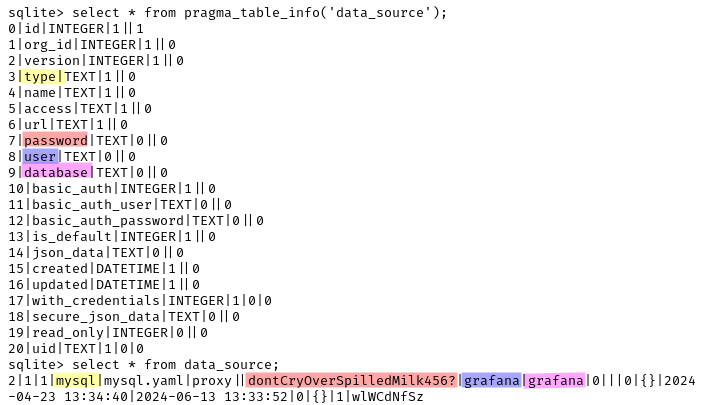 sqlite> select * from pragma_table_info('data_source');
0|id|INTEGER|1||1
1|org_id|INTEGER|1||0
2|version|INTEGER|1||0
3|type|TEXT|1||0
4|name|TEXT|1||0
5|access|TEXT|1||0
6|url|TEXT|1||0
7|password|TEXT|0||0
8|user|TEXT|0||0
9|database|TEXT|0||0
10|basic_auth|INTEGER|1||0
11|basic_auth_user|TEXT|0||0
12|basic_auth_password|TEXT|0||0
13|is_default|INTEGER|1||0
14|json_data|TEXT|0||0
15|created|DATETIME|1||0
16|updated|DATETIME|1||0
17|with_credentials|INTEGER|1|0|0
18|secure_json_data|TEXT|0||0
19|read_only|INTEGER|0||0
20|uid|TEXT|1|0|0
sqlite> select * from data_source;
2|1|1|mysql|mysql.yaml|proxy||dontCryOverSpilledMilk456?|grafana|grafana|0|||0|{}|2024
-04-23 13:34:40|2024-06-13 13:33:52|0|{}|1|wlWCdNfSz